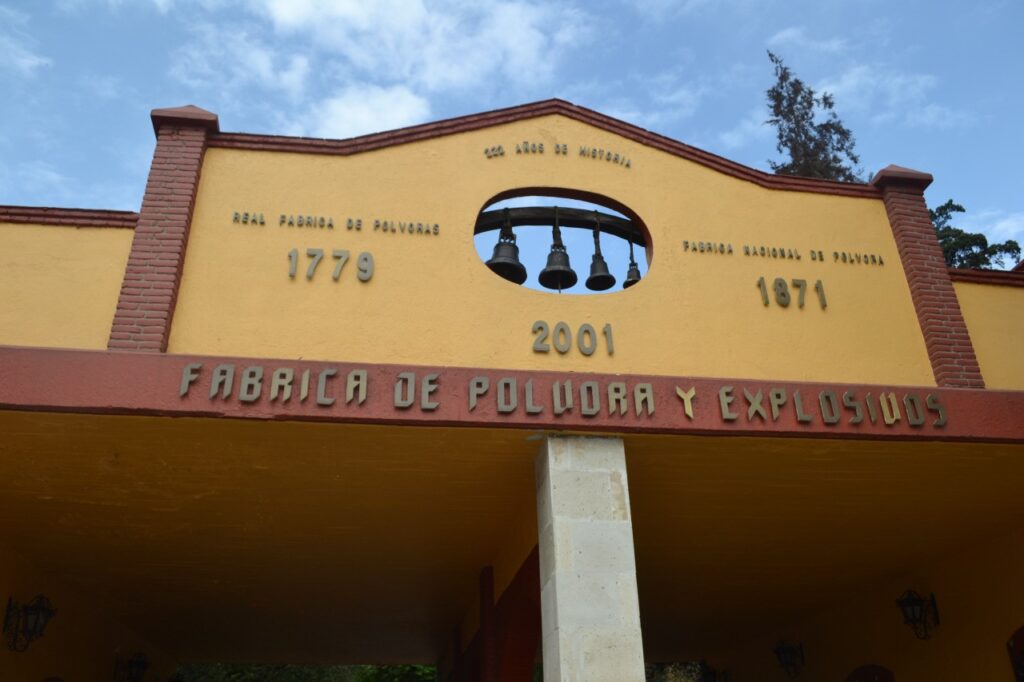 222 AÑOS DE HISTORIA
REAL FABRICA DE POLVORAS
1779
FABRICA NACIONAL DE POLVORA
1871
2001
FABRICA DE POLVORA Y EXPLOSIVOS